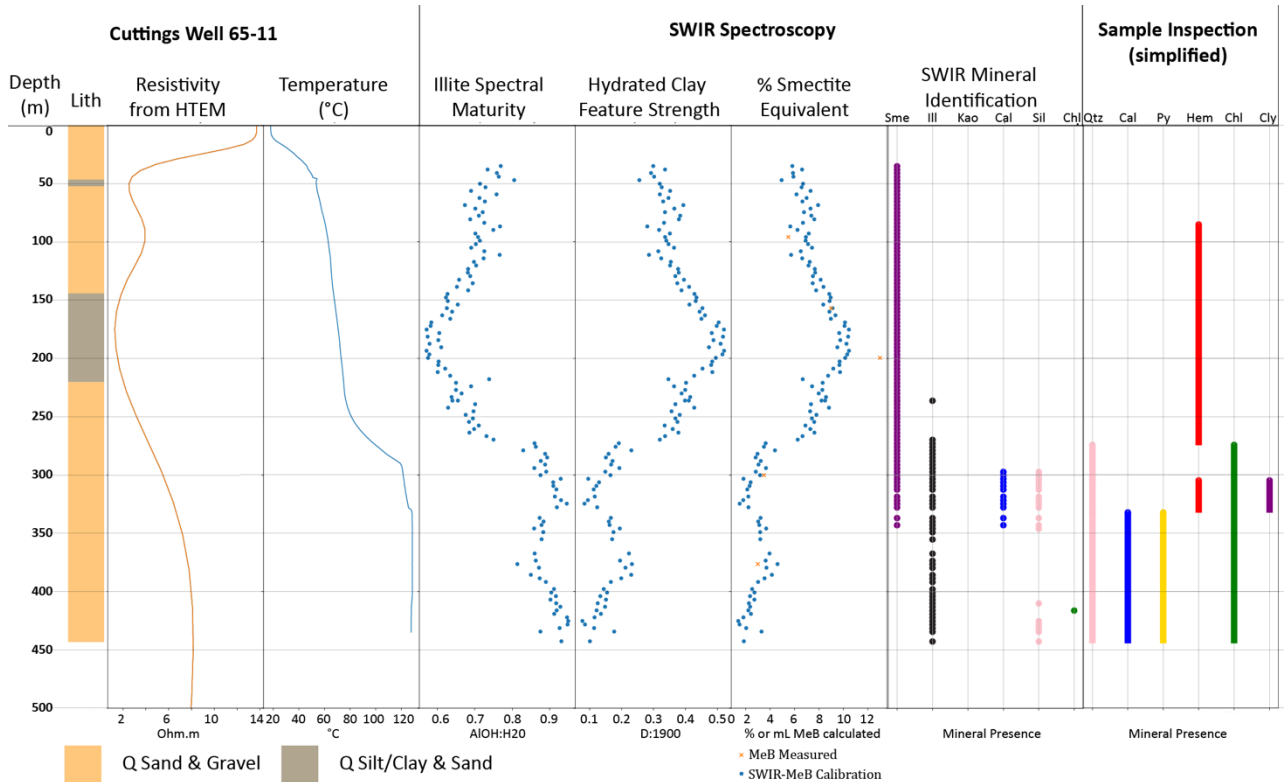 Cuttings Well 65-11
SWIR Spectroscopy
Sample Inspection
(simplified)
Depth
(m)
Lith
Resistivity
from HTEM
Temperature
(°C)
Illite Spectral
Maturity
Hydrated Clay
Feature Strength
% Smectite
Equivalent
SWIR Mineral
Identification
Sme Ill Kao Cal Sil Chl
Qtz Cal Py Hem Chl Cly
0
50
100
150
200
250
300
350
400
450
500
2 6 10 14
20 40 60 80 100 120
0.6 0.7 0.8 0.9
0.1 0.2 0.3 0.4 0.50
2 4 6 8 10 12
Ohm.m
°C
AlOH:H20
D:1900
% or mL MeB calculated
Mineral Presence
Mineral Presence
Q Sand & Gravel
Q Silt/Clay & Sand
× MeB Measured
SWIR-MeB Calibration